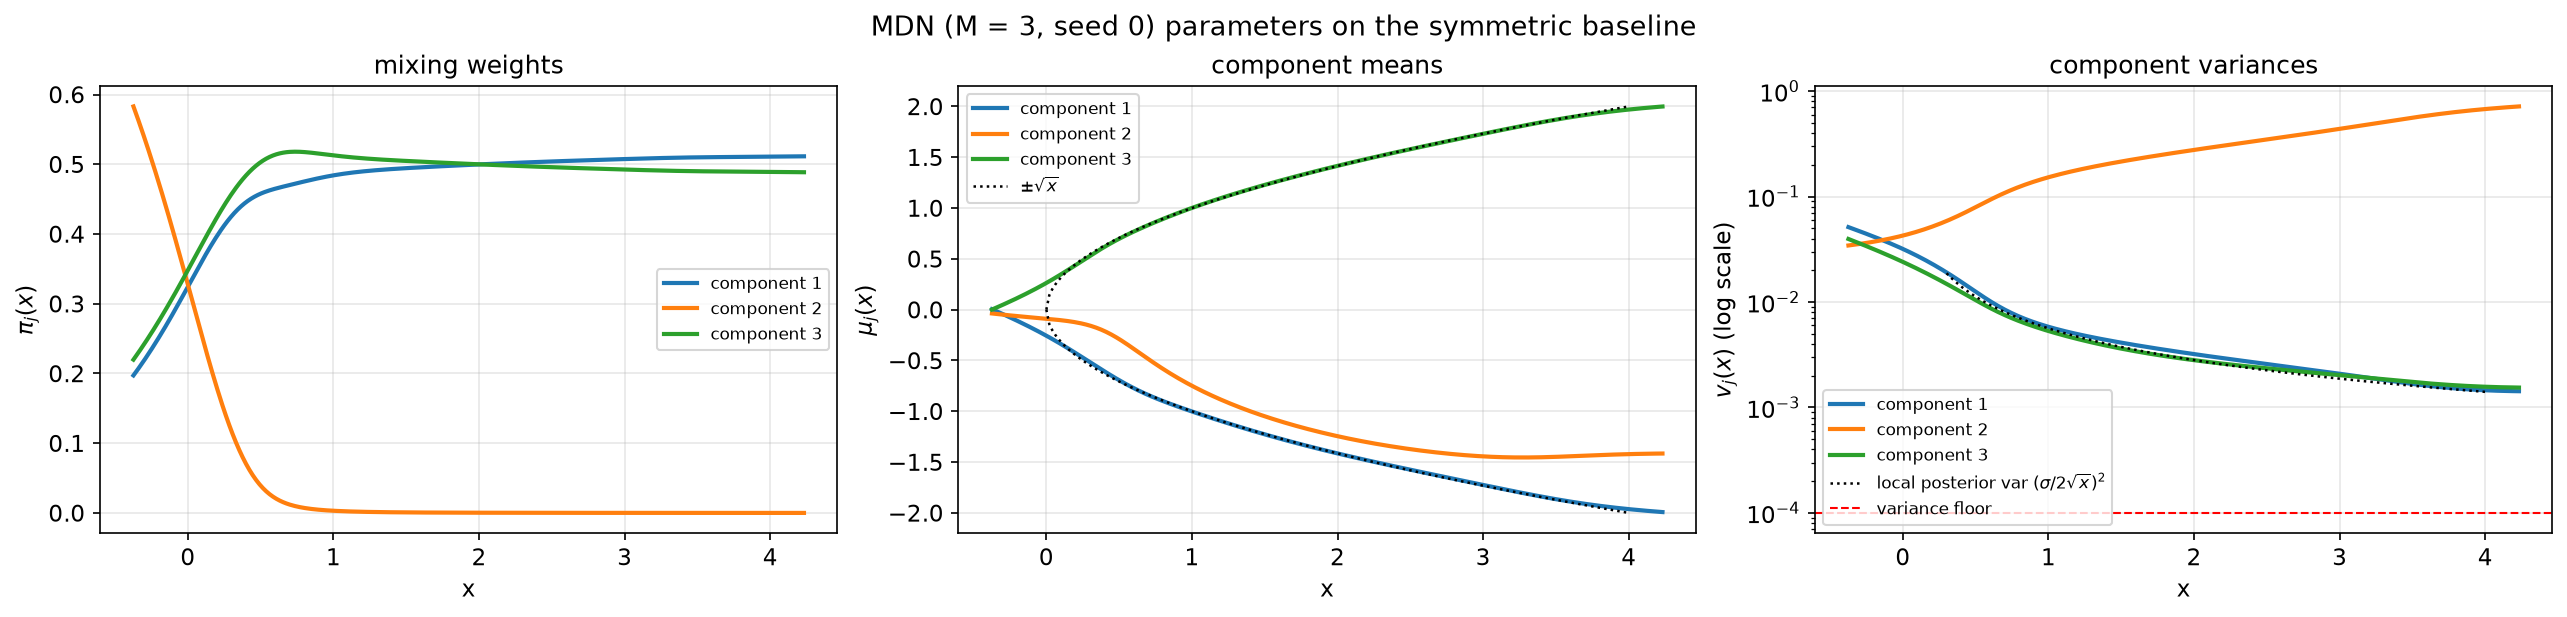 MDN (M = 3, seed 0) parameters on the symmetric baseline
mixing weights
0.6
0.5
0.4
0.3
0.2
0.1
0.0
π_j(x)
component 1
component 2
component 3
0 1 2 3 4
x
component means
2.0
1.5
1.0
0.5
0.0
−0.5
−1.0
−1.5
−2.0
μ_j(x)
component 1
component 2
component 3
±√x
0 1 2 3 4
x
component variances
10⁰
10⁻¹
10⁻²
10⁻³
10⁻⁴
v_j(x) (log scale)
component 1
component 2
component 3
local posterior var (σ/2√x)²
variance floor
0 1 2 3 4
x